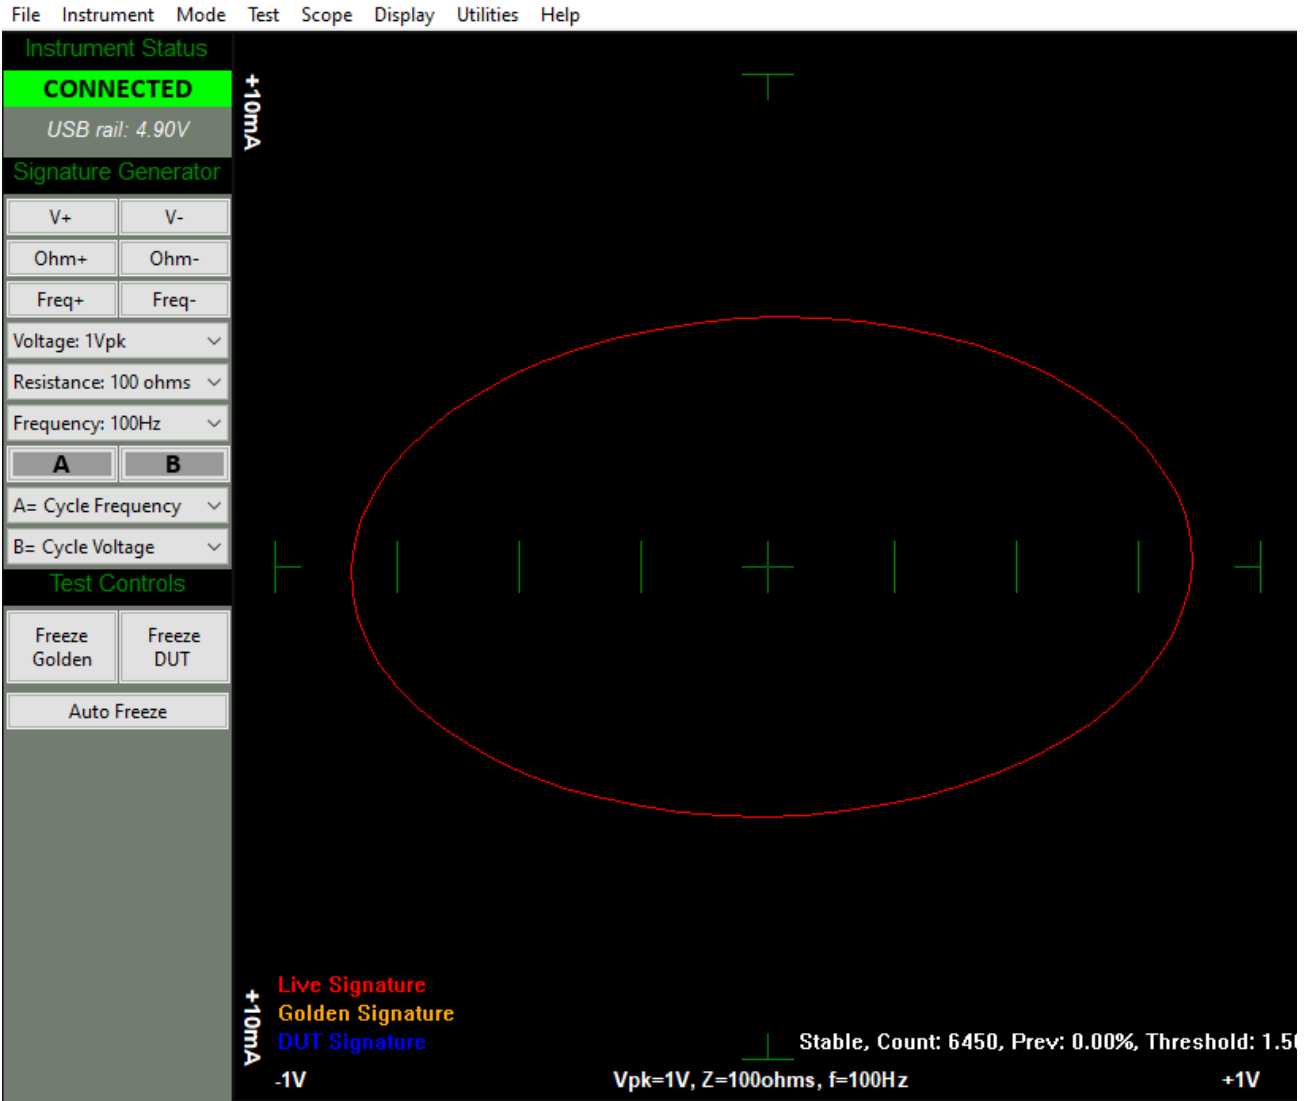 File Instrument Mode Test Scope Display Utilities Help
Instrument Status
CONNECTED
USB rail: 4.90V
Signature Generator
V+ V-
Ohm+ Ohm-
Freq+ Freq-
Voltage: 1Vpk
Resistance: 100 ohms
Frequency: 100Hz
A B
A= Cycle Frequency
B= Cycle Voltage
Test Controls
Freeze Golden
Freeze DUT
Auto Freeze
+10mA
Live Signature
Golden Signature
DUT Signature
+10mA
Stable, Count: 6450, Prev: 0.00%, Threshold: 1.5
-1V
Vpk=1V, Z=100ohms, f=100Hz
+1V